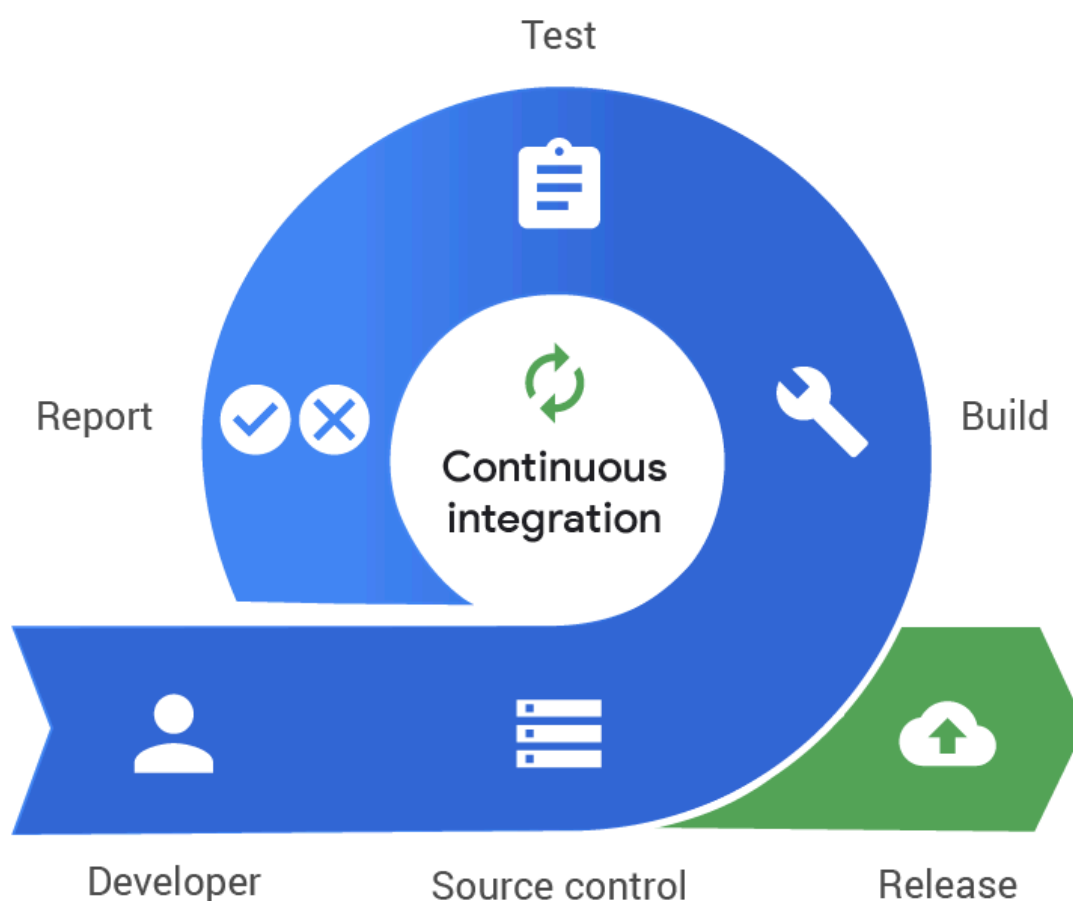 Test
Report
Continuous
integration
Build
Developer
Source control
Release